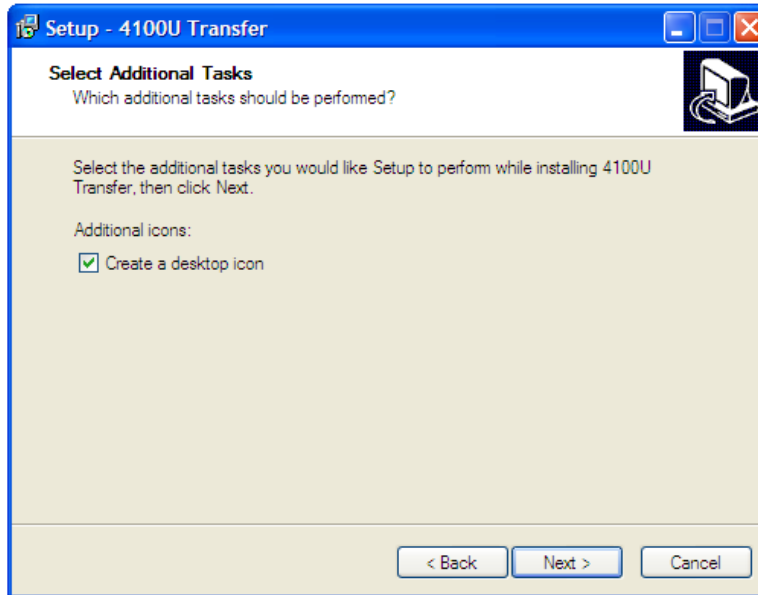 Setup - 4100U Transfer
Select Additional Tasks
Which additional tasks should be performed?
Select the additional tasks you would like Setup to perform while installing 4100U
Transfer, then click Next.
Additional icons:
Create a desktop icon
< Back
Next >
Cancel